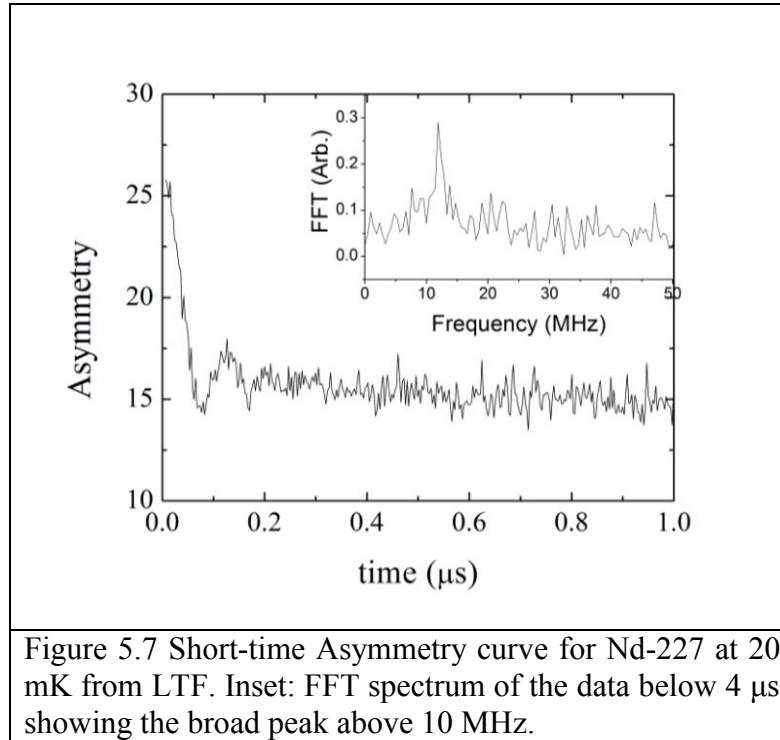 30
25
20
15
10
Asymmetry
0.0 0.2 0.4 0.6 0.8 1.0
time (μs)
0.3
0.2
0.1
0.0
FFT (Arb.)
0 10 20 30 40 50
Frequency (MHz)
Figure 5.7 Short-time Asymmetry curve for Nd-227 at 20
mK from LTF. Inset: FFT spectrum of the data below 4 μs
showing the broad peak above 10 MHz.